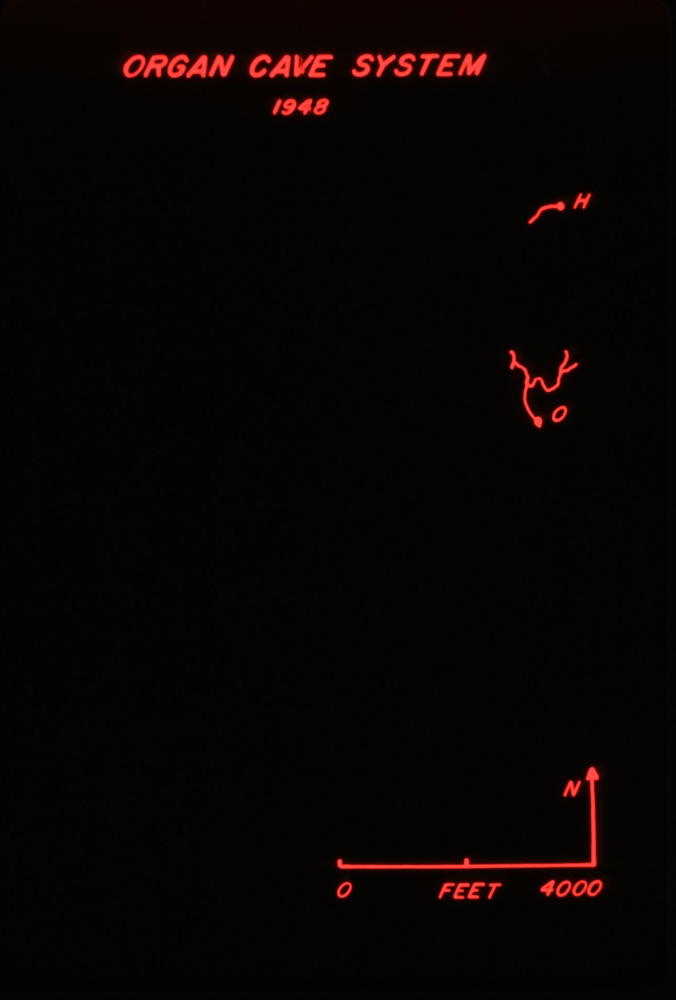 ORGAN CAVE SYSTEM
1948
H
O
N
0 FEET 4000